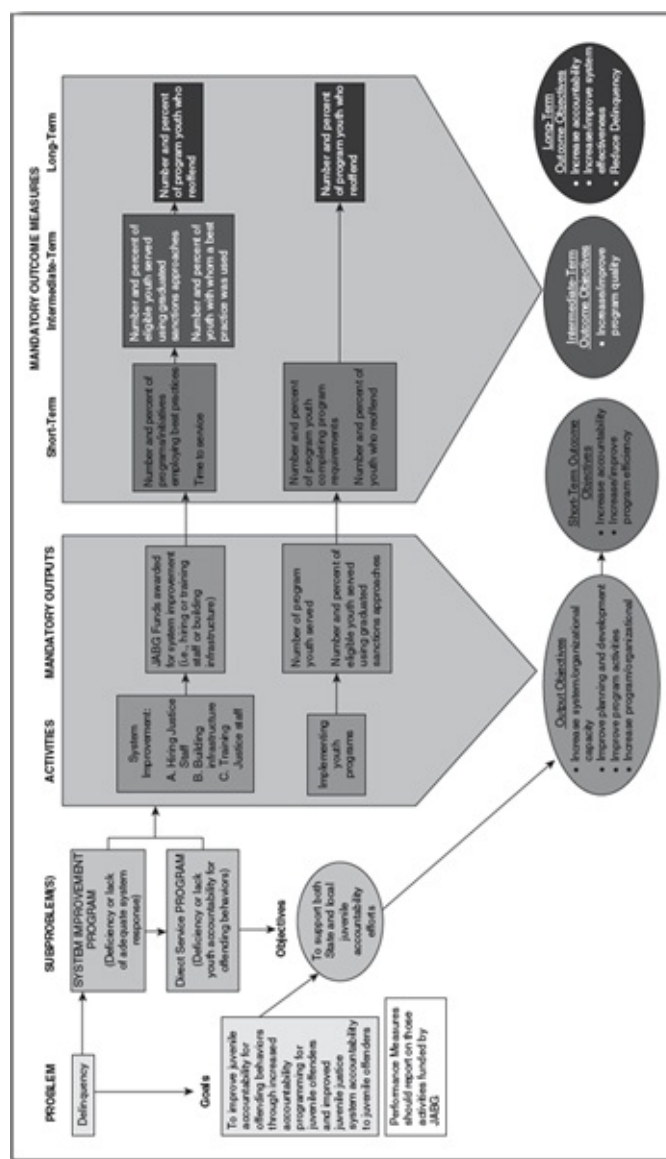 PROBLEM
SUBPROBLEM(S)
ACTIVITIES
MANDATORY OUTPUTS
MANDATORY OUTCOME MEASURES
Short-Term
Intermediate-Term
Long-Term
Delinquency
SYSTEM IMPROVEMENT
PROGRAM
(Deficiency or lack
of adequate system
response)
Direct Service PROGRAM
(Deficiency or lack
youth accountability for
offending behaviors)
System
Improvement:
A. Hiring Justice
Staff
B. Building
infrastructure
C. Training
Justice staff
JABG Funds awarded
for system improvement
(i.e., hiring or training
staff or building
infrastructure)
Number and percent of
programs/initiatives
employing best practices
Time to service
Number and percent of
eligible youth served
using graduated
sanctions approaches
Number and percent of
youth with whom a best
practice was used
Number and percent
of program youth who
reoffend
Implementing
youth programs
Number of program
youth served
Number and percent of
eligible youth served
using graduated
sanctions approaches
Number and percent
of program youth
completing program
requirements
Number and percent of
youth who reoffend
Number and percent
of program youth who
reoffend
Goals
To improve juvenile
accountability for
offending behaviors
through increased
accountability
programming for
juvenile offenders
and improved
juvenile justice
system accountability
to juvenile offenders
Objectives
To support both
State and local
juvenile
accountability
efforts
Performance Measures
should report on those
activities funded by
JABG.
Output Objectives
• Increase system/organizational
capacity
• Improve planning and development
• Improve program activities
• Increase program/organizational
Short-Term Outcome
Objectives
• Increase accountability
• Increase/improve
program efficiency
Intermediate-Term
Outcome Objectives
• Increase/improve
program quality
Long-Term
Outcome Objectives
• Increase accountability
• Increase/improve system
effectiveness
• Reduce Delinquency